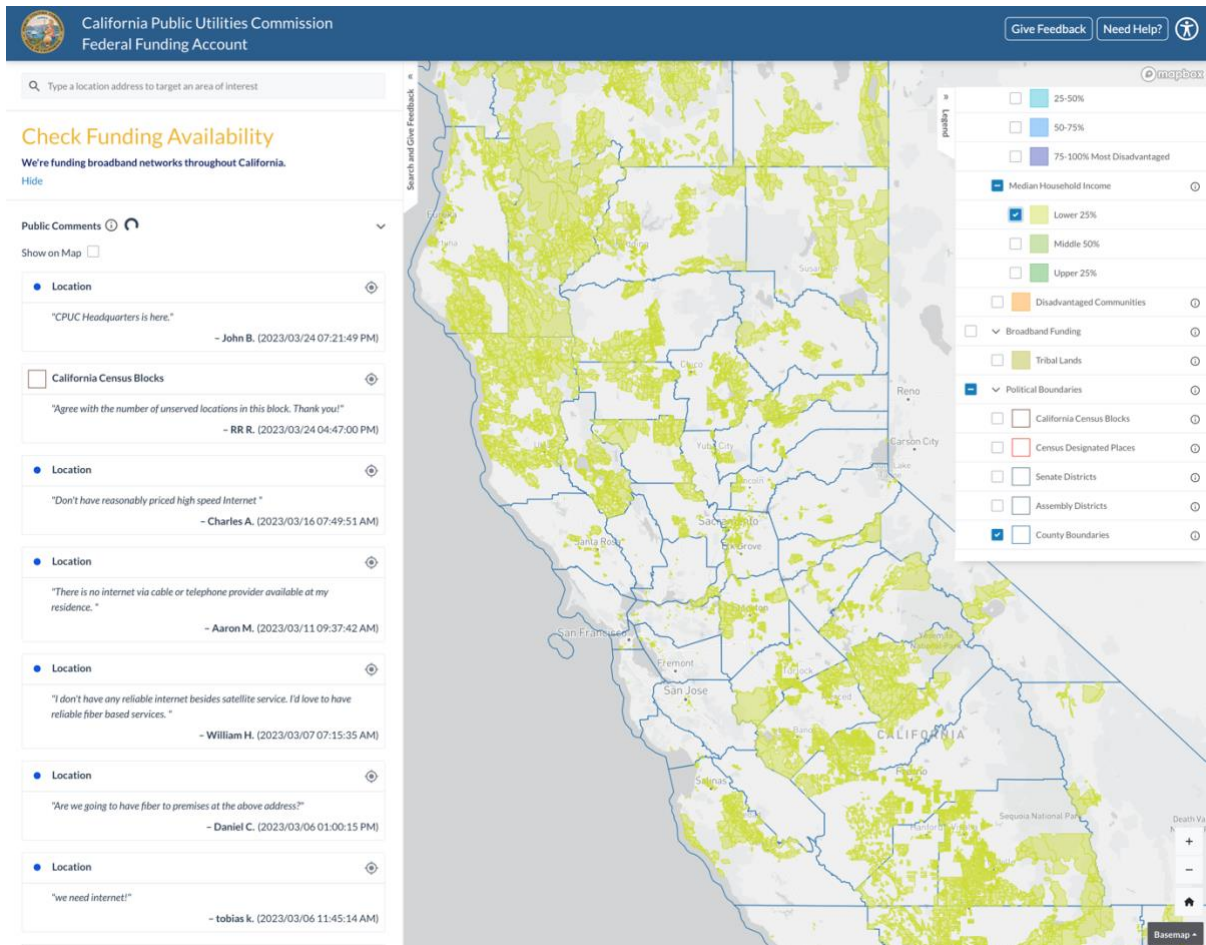 California Public Utilities Commission
Federal Funding Account
Give Feedback
Need Help?
Type a location address to target an area of interest
Check Funding Availability
We're funding broadband networks throughout California.
Hide
Public Comments
Show on Map
Location
"CPUC Headquarters is here."
– John B. (2023/03/24 07:21:49 PM)
California Census Blocks
"Agree with the number of unserved locations in this block. Thank you!"
– RR R. (2023/03/24 04:47:00 PM)
Location
"Don't have reasonably priced high speed Internet "
– Charles A. (2023/03/16 07:49:51 AM)
Location
"There is no internet via cable or telephone provider available at my
residence. "
– Aaron M. (2023/03/11 09:37:42 AM)
Location
"I don't have any reliable internet besides satellite service. I'd love to have
reliable fiber based services. "
– William H. (2023/03/07 07:15:35 AM)
Location
"Are we going to have fiber to premises at the above address?"
– Daniel C. (2023/03/06 01:00:15 PM)
Location
"we need internet!"
– tobias k. (2023/03/06 11:45:14 AM)
« Search and Give Feedback
Eureka
Redding
Chico
Reno
Yuba City
Carson City
Lake
Lincoln
Sacramento
Santa Rosa
Elk Grove
Stockton
San Francisco
Fremont
Turlock
San Jose
Merced
CALIFORNIA
Fresno
Salinas
Sequoia National Park
Hanford
Visalia
Death Va
mapbox
» Legend
25-50%
50-75%
75-100% Most Disadvantaged
Median Household Income
Lower 25%
Middle 50%
Upper 25%
Disadvantaged Communities
Broadband Funding
Tribal Lands
Political Boundaries
California Census Blocks
Census Designated Places
Senate Districts
Assembly Districts
County Boundaries
+
−
Basemap